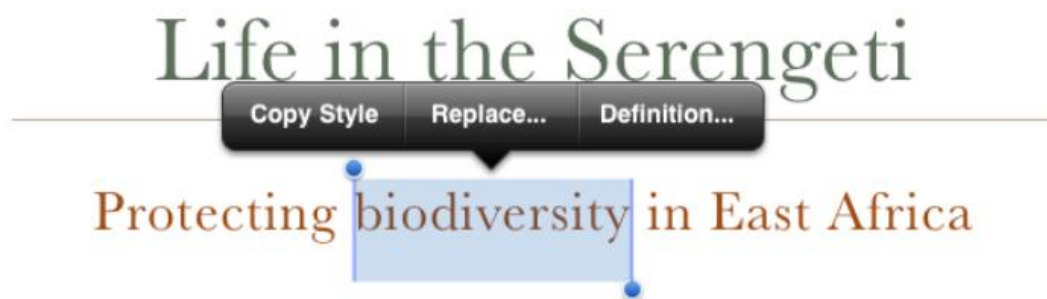 Life in the Serengeti
Copy Style Replace... Definition...
Protecting biodiversity in East Africa